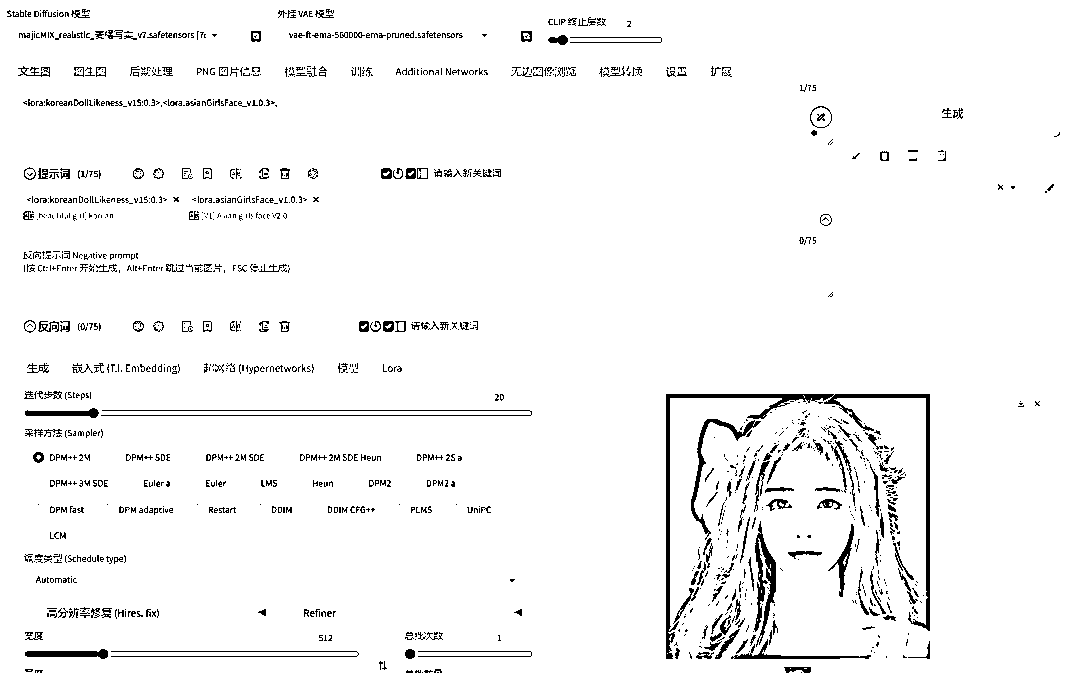 Stable Diffusion 模型
外挂 VAE 模型
CLIP 终止层数 2
majicMIX_realistic_麦橘写实_v7.safetensors [7c
vae-ft-ema-560000-ema-pruned.safetensors
文生图 图生图 后期处理 PNG 图片信息 模型融合 训练 Additional Networks 无边图像浏览 模型转换 设置 扩展
1/75
<lora:koreanDollLikeness_v15:0.3>,<lora:asianGirlsFace_v1:0.3>,
生成
提示词 (1/75) 请输入新关键词
<lora:koreanDollLikeness_v15:0.3> × <lora:asianGirlsFace_v1:0.3> ×
[V1] Asian girls face V2.0
0/75
反向提示词 Negative prompt
(按 Ctrl+Enter 开始生成, Alt+Enter 跳过当前图片, ESC 停止生成)
反向词 (0/75) 请输入新关键词
生成 嵌入式 (T.I. Embedding) 超网络 (Hypernetworks) 模型 Lora
迭代步数 (Steps) 20
采样方法 (Sampler)
DPM++ 2M DPM++ SDE DPM++ 2M SDE DPM++ 2M SDE Heun DPM++ 2S a
DPM++ 3M SDE Euler a Euler LMS Heun DPM2 DPM2 a
DPM fast DPM adaptive Restart DDIM DDIM CFG++ PLMS UniPC
LCM
调度类型 (Schedule type)
Automatic
高分辨率修复 (Hires. fix) Refiner
宽度 512 总批次数 1